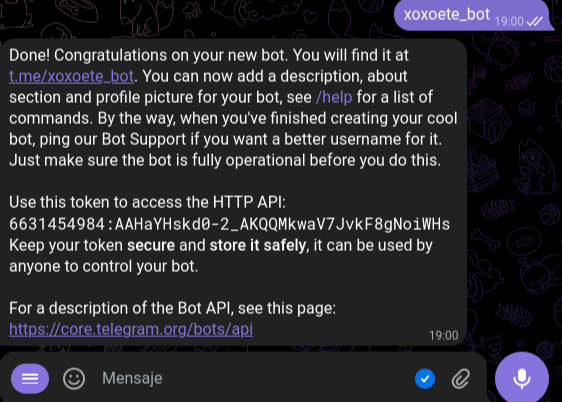 xoxoete_bot 19:00
Done! Congratulations on your new bot. You will find it at
t.me/xoxoete_bot. You can now add a description, about
section and profile picture for your bot, see /help for a list of
commands. By the way, when you've finished creating your cool
bot, ping our Bot Support if you want a better username for it.
Just make sure the bot is fully operational before you do this.
Use this token to access the HTTP API:
6631454984:AAHaYHskd0-2_AKQQMkwaV7JvkF8gNoiWHs
Keep your token secure and store it safely, it can be used by
anyone to control your bot.
For a description of the Bot API, see this page:
https://core.telegram.org/bots/api
19:00
Mensaje